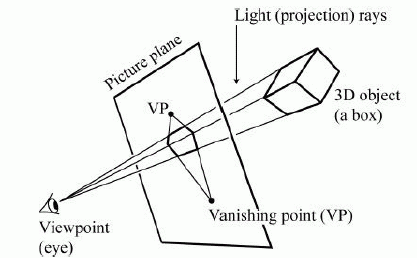 Light (projection) rays
Picture plane
3D object
(a box)
VP
Vanishing point (VP)
Viewpoint
(eye)